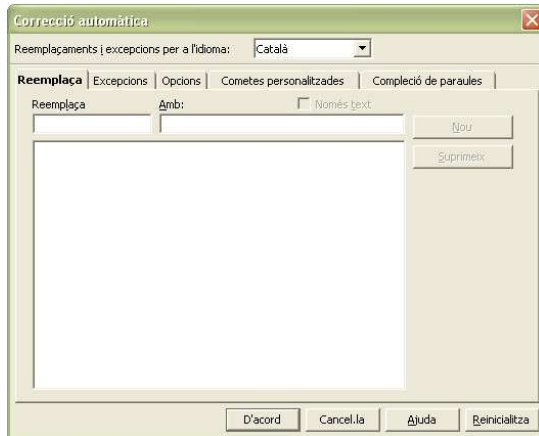 Correcció automàtica
Reemplaçaments i excepcions per a l'idioma: Català
Reemplaça Excepcions Opcions Cometes personalitzades Compleció de paraules
Reemplaça Amb: Només text
Nou
Suprimeix
D'acord Cancel.la Ajuda Reinicialitza